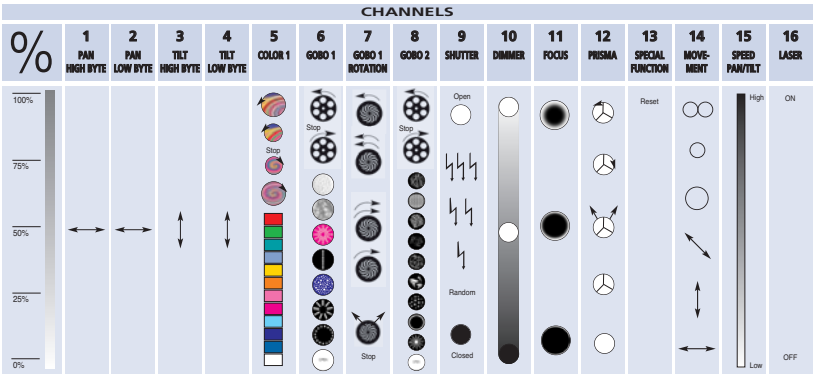 CHANNELS
%
1
PAN
HIGH BYTE
2
PAN
LOW BYTE
3
TILT
HIGH BYTE
4
TILT
LOW BYTE
5
COLOR 1
6
GOBO 1
7
GOBO 1
ROTATION
8
GOBO 2
9
SHUTTER
10
DIMMER
11
FOCUS
12
PRISMA
13
SPECIAL
FUNCTION
14
MOVE-
MENT
15
SPEED
PAN/TILT
16
LASER
100%
75%
50%
25%
0%
Stop
Stop
Stop
Stop
Open
Random
Closed
Reset
High
Low
ON
OFF